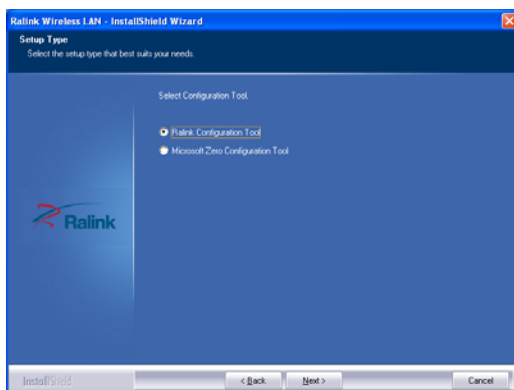 Ralink Wireless LAN - InstallShield Wizard
Setup Type
Select the setup type that best suits your needs.
Select Configuration Tool.
Ralink Configuration Tool
Microsoft Zero Configuration Tool
Ralink
InstallShield
< Back
Next >
Cancel